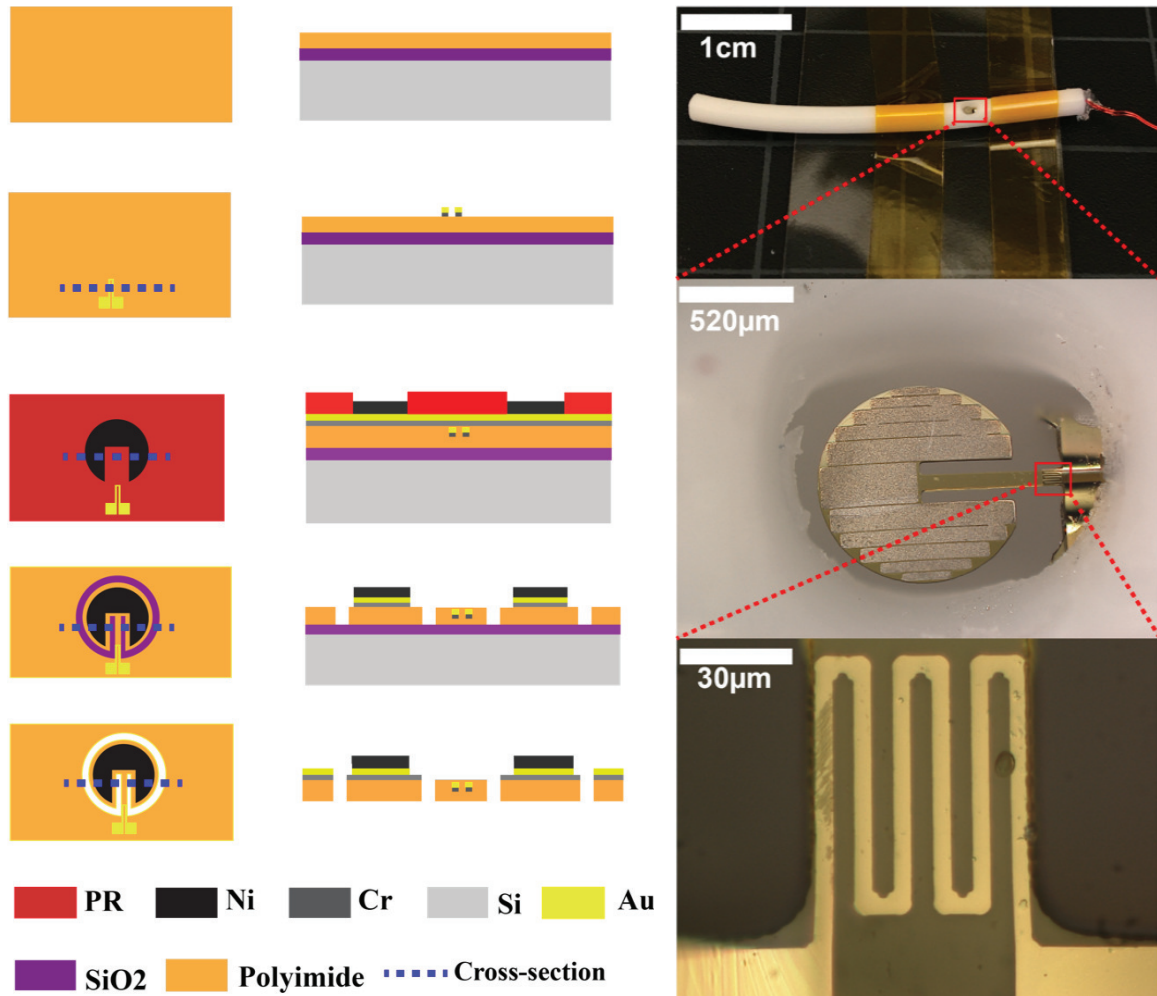 1cm
520μm
30μm
PR Ni Cr Si Au
SiO2 Polyimide Cross-section